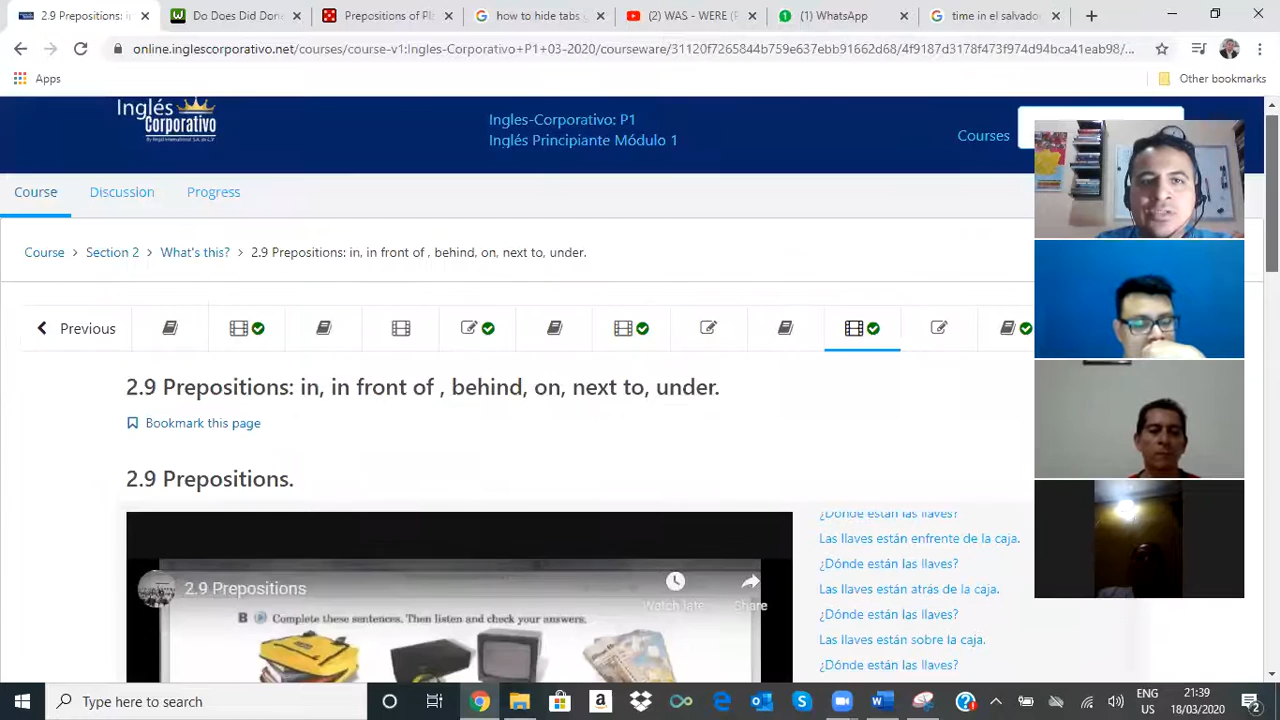 2.9 Prepositions: i
Do Does Did Done
Prepositions of Pl
how to hide tabs
(2) WAS - WERE (P
(1) WhatsApp
time in el salvado
online.inglescorporativo.net/courses/course-v1:Ingles-Corporativo+P1+03-2020/courseware/31120f7265844b759e637ebb91662d68/4f9187d3178f473f974d94bca41eab98/...
Apps
Other bookmarks
Inglés
Corporativo
Ingles-Corporativo: P1
Inglés Principiante Módulo 1
Courses
Course
Discussion
Progress
Course > Section 2 > What's this? > 2.9 Prepositions: in, in front of , behind, on, next to, under.
Previous
2.9 Prepositions: in, in front of , behind, on, next to, under.
Bookmark this page
2.9 Prepositions.
2.9 Prepositions
Watch late
Share
B Complete these sentences. Then listen and check your answers.
¿Dónde están las llaves?
Las llaves están enfrente de la caja.
¿Dónde están las llaves?
Las llaves están atrás de la caja.
¿Dónde están las llaves?
Las llaves están sobre la caja.
¿Dónde están las llaves?
Type here to search
ENG
ES
21:39
18/03/2020
2